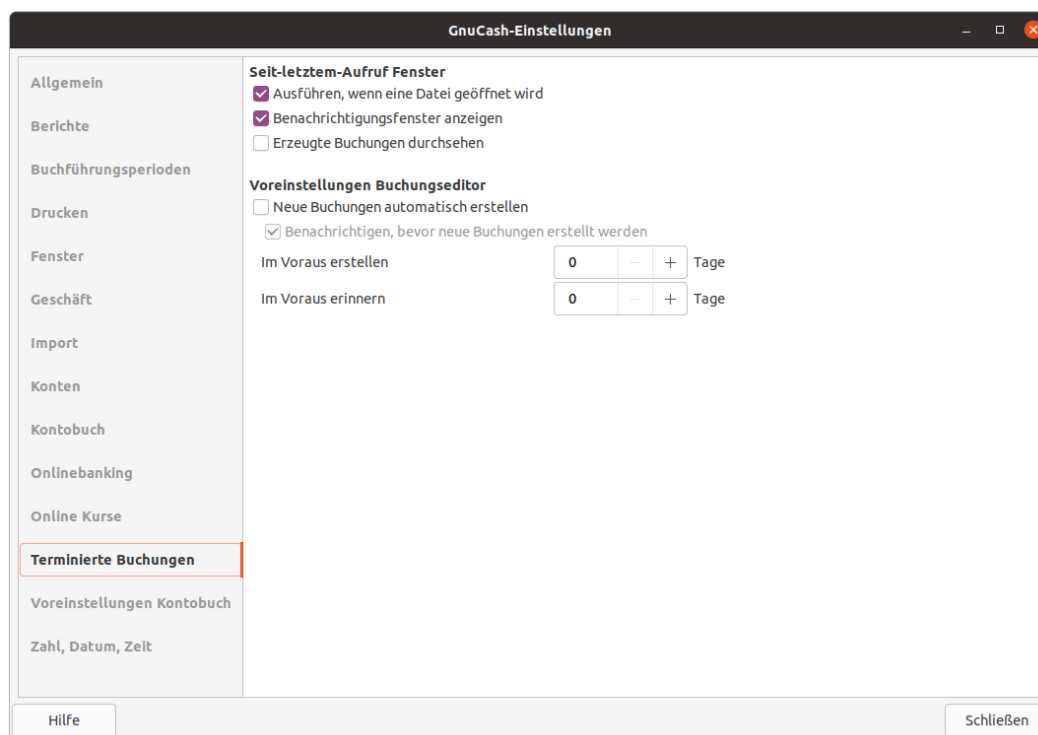 GnuCash-Einstellungen
Allgemein
Berichte
Buchführungsperioden
Drucken
Fenster
Geschäft
Import
Konten
Kontobuch
Onlinebanking
Online Kurse
Terminierte Buchungen
Voreinstellungen Kontobuch
Zahl, Datum, Zeit
Seit-letztem-Aufruf Fenster
Ausführen, wenn eine Datei geöffnet wird
Benachrichtigungsfenster anzeigen
Erzeugte Buchungen durchsehen
Voreinstellungen Buchungseditor
Neue Buchungen automatisch erstellen
Benachrichtigen, bevor neue Buchungen erstellt werden
Im Voraus erstellen 0 − + Tage
Im Voraus erinnern 0 − + Tage
Hilfe Schließen